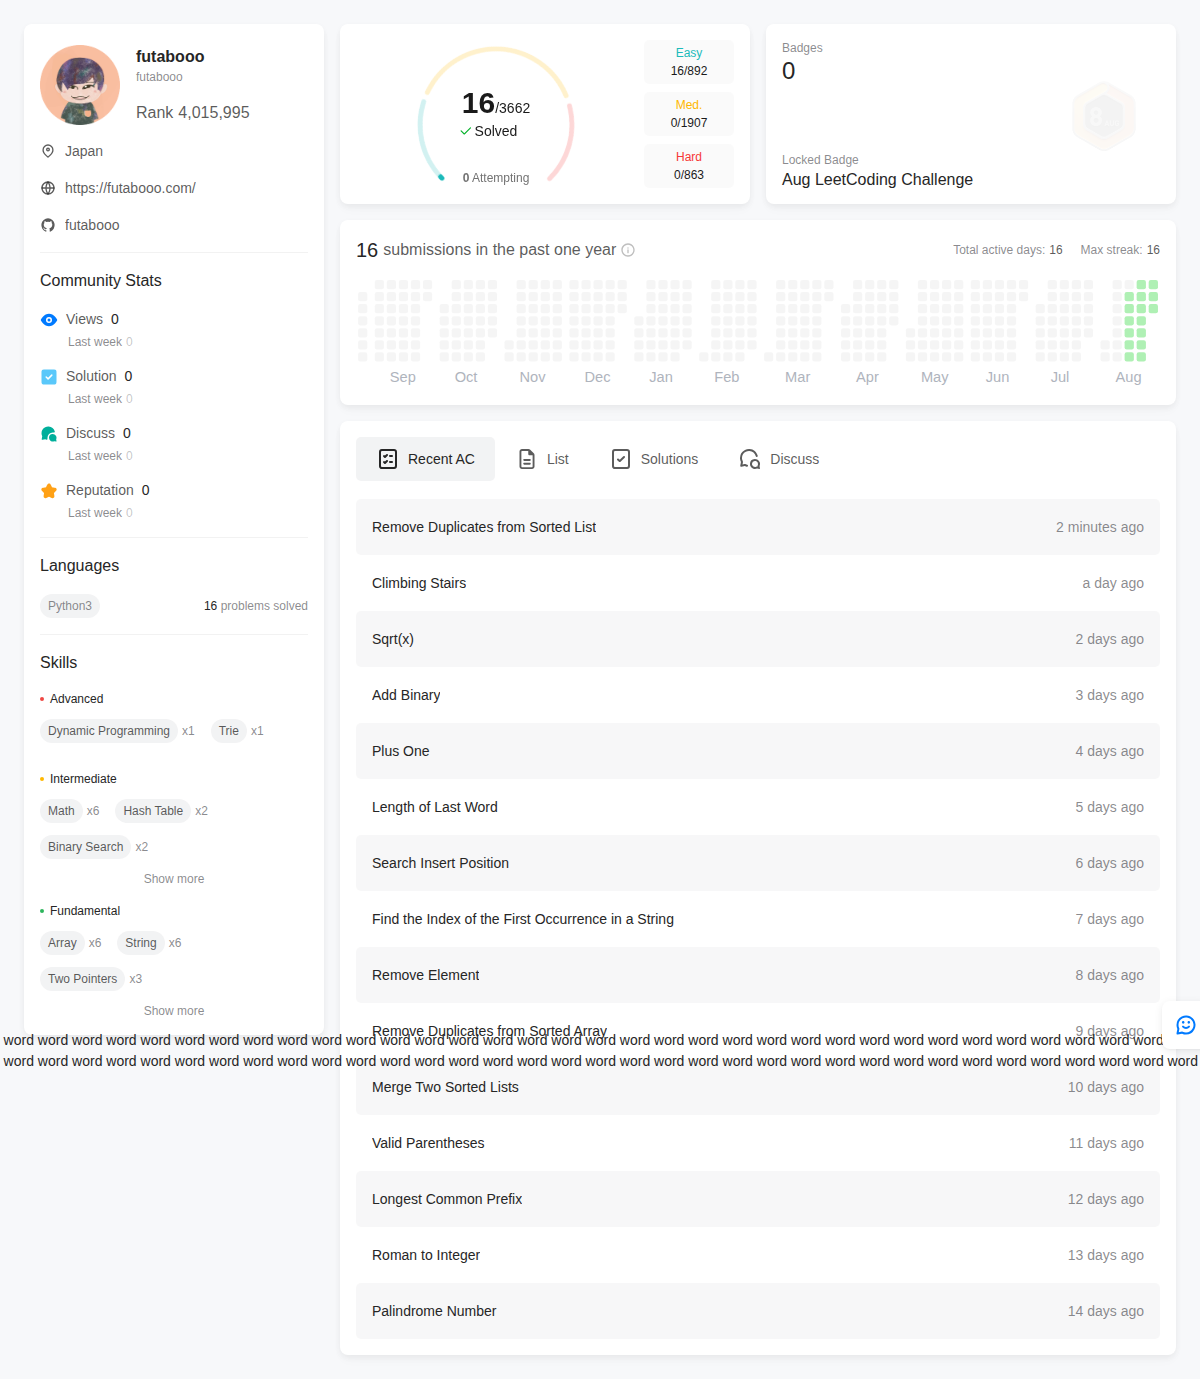 futabooo
futabooo
Rank 4,015,995
Japan
https://futabooo.com/
futabooo
Community Stats
Views 0
Last week 0
Solution 0
Last week 0
Discuss 0
Last week 0
Reputation 0
Last week 0
Languages
Python3 16 problems solved
Skills
Advanced
Dynamic Programming x1 Trie x1
Intermediate
Math x6 Hash Table x2
Binary Search x2
Show more
Fundamental
Array x6 String x6
Two Pointers x3
Show more
16/3662
Solved
0 Attempting
Easy
16/892
Med.
0/1907
Hard
0/863
Badges
0
Locked Badge
Aug LeetCoding Challenge
16 submissions in the past one year Total active days: 16 Max streak: 16
Sep Oct Nov Dec Jan Feb Mar Apr May Jun Jul Aug
Recent AC List Solutions Discuss
Remove Duplicates from Sorted List 2 minutes ago
Climbing Stairs a day ago
Sqrt(x) 2 days ago
Add Binary 3 days ago
Plus One 4 days ago
Length of Last Word 5 days ago
Search Insert Position 6 days ago
Find the Index of the First Occurrence in a String 7 days ago
Remove Element 8 days ago
Remove Duplicates from Sorted Array 9 days ago
word word word word word word word word word word word word word word word word word word word word word word word word word word word word word word word word word word
word word word word word word word word word word word word word word word word word word word word word word word word word word word word word word word word word word word
Merge Two Sorted Lists 10 days ago
Valid Parentheses 11 days ago
Longest Common Prefix 12 days ago
Roman to Integer 13 days ago
Palindrome Number 14 days ago